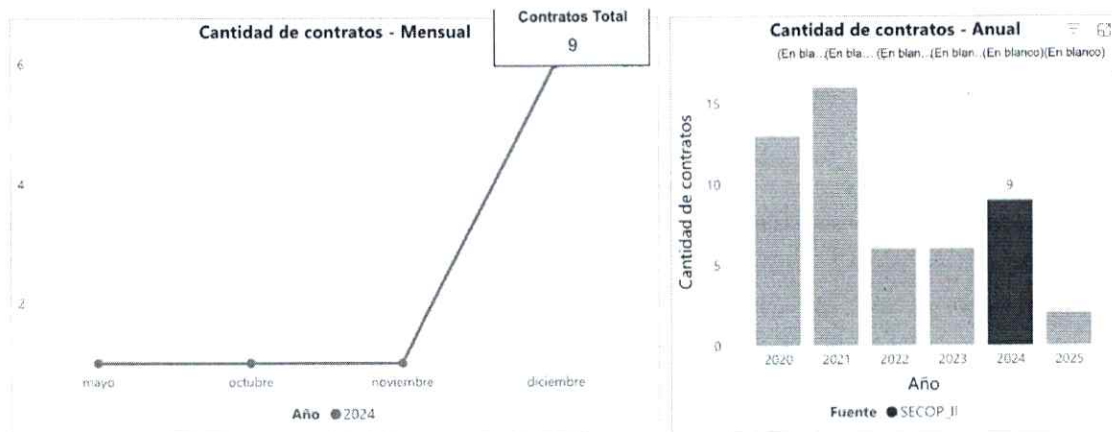 Cantidad de contratos - Mensual
Contratos Total
9
6
4
2
mayo
octubre
noviembre
diciembre
Año 2024
Cantidad de contratos - Anual
(En bla... (En bla... (En blan... (En blan... (En blanco) (En blanco)
Cantidad de contratos
15
10
5
0
9
2020
2021
2022
2023
2024
2025
Año
Fuente SECOP_II